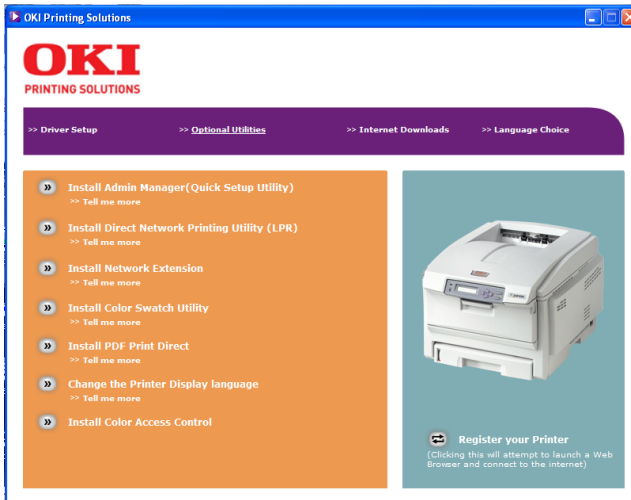 OKI Printing Solutions
OKI
PRINTING SOLUTIONS
>> Driver Setup >> Optional Utilities >> Internet Downloads >> Language Choice
Install Admin Manager(Quick Setup Utility)
>> Tell me more
Install Direct Network Printing Utility (LPR)
>> Tell me more
Install Network Extension
>> Tell me more
Install Color Swatch Utility
>> Tell me more
Install PDF Print Direct
>> Tell me more
Change the Printer Display language
>> Tell me more
Install Color Access Control
Register your Printer
(Clicking this will attempt to launch a Web
Browser and connect to the internet)